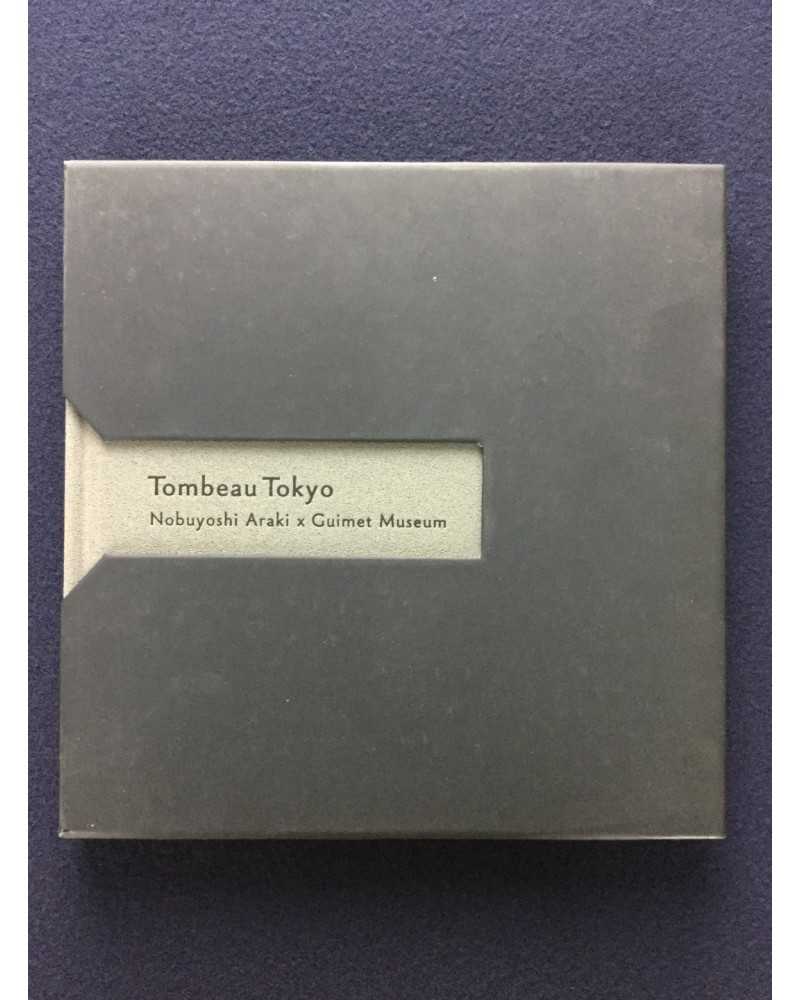 Tombeau Tokyo
Nobuyoshi Araki x Guimet Museum